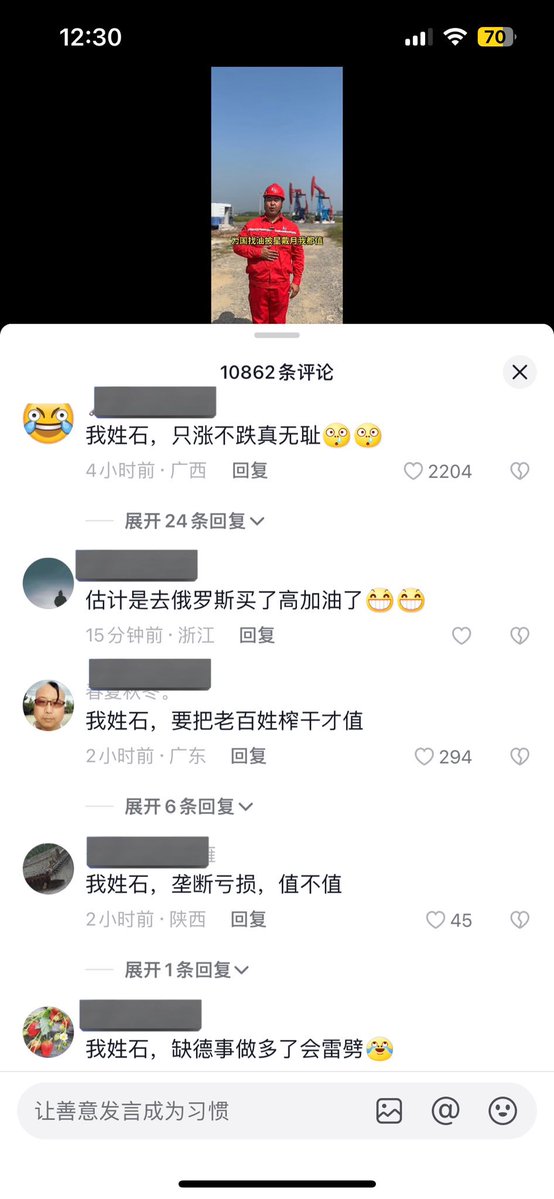 12:30
70
为国找油披星戴月我都值
10862条评论
我姓石，只涨不跌真无耻😲😲
4小时前·广西 回复
2204
展开24条回复
估计是去俄罗斯买了高加油了😁😁
15分钟前·浙江 回复
春夏秋冬。
我姓石，要把老百姓榨干才值
2小时前·广东 回复
294
展开6条回复
我姓石，垄断亏损，值不值
2小时前·陕西 回复
45
展开1条回复
我姓石，缺德事做多了会雷劈😂
让善意发言成为习惯
@